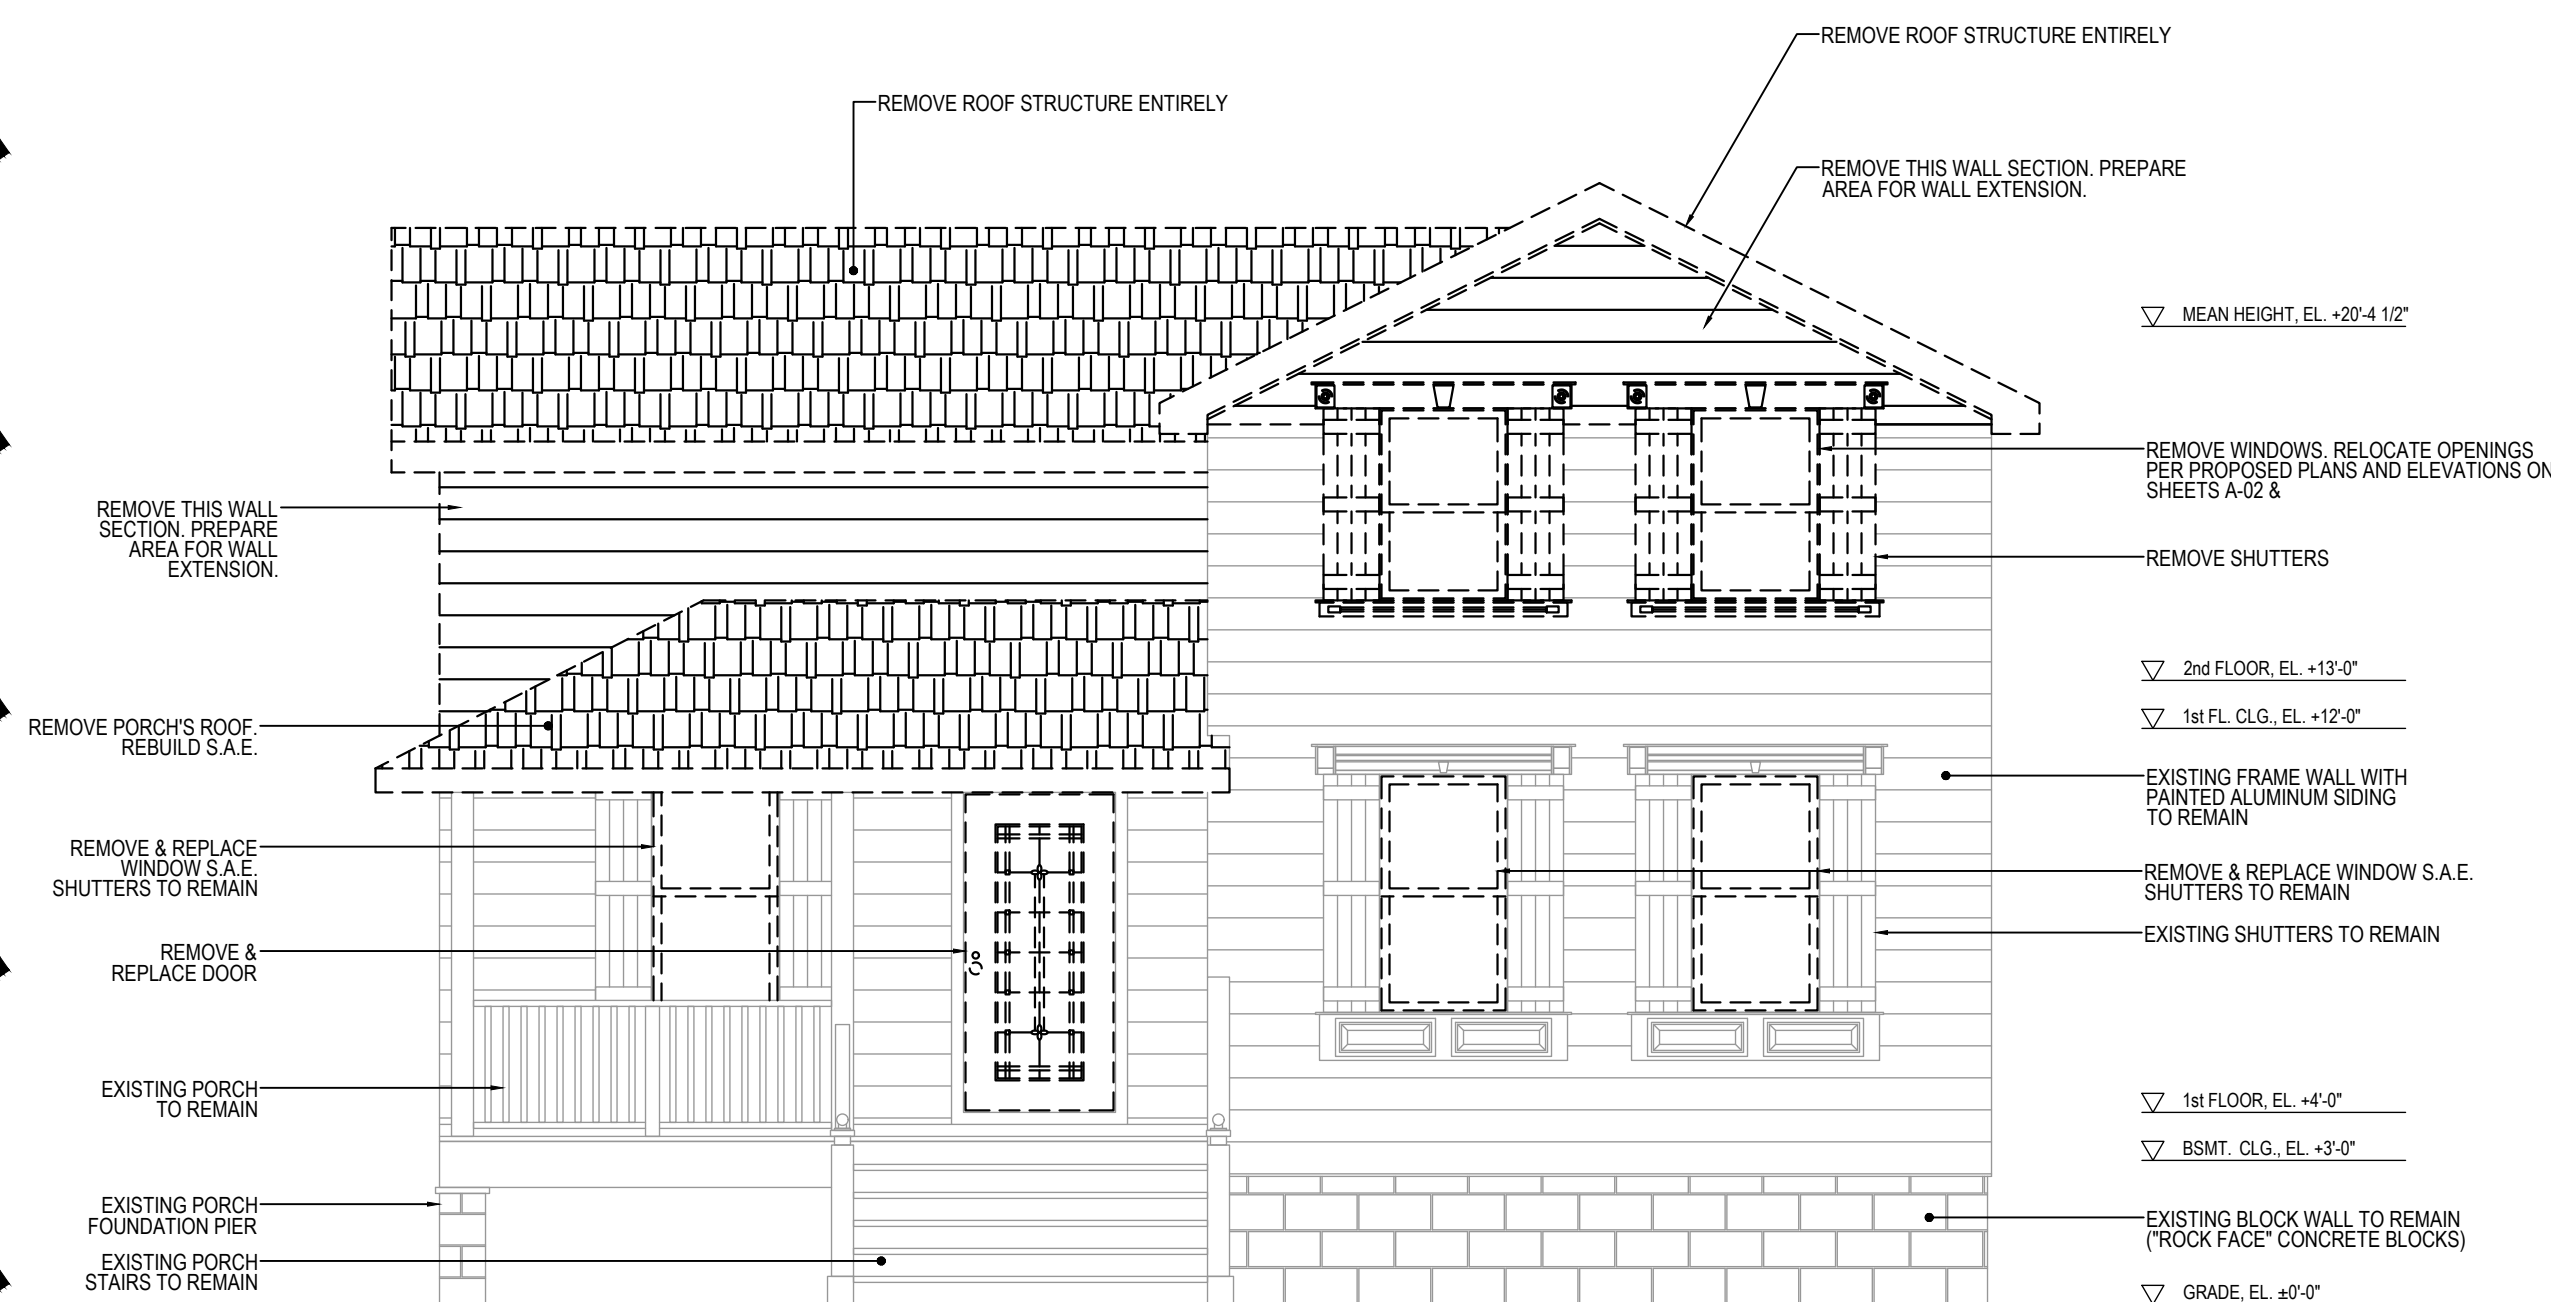 REMOVE ROOF STRUCTURE ENTIRELY
REMOVE ROOF STRUCTURE ENTIRELY
REMOVE THIS WALL SECTION. PREPARE
AREA FOR WALL EXTENSION.
MEAN HEIGHT, EL. +20'-4 1/2"
REMOVE WINDOWS. RELOCATE OPENINGS
PER PROPOSED PLANS AND ELEVATIONS ON
SHEETS A-02 &
REMOVE THIS WALL
SECTION. PREPARE
AREA FOR WALL
EXTENSION.
REMOVE SHUTTERS
2nd FLOOR, EL. +13'-0"
1st FL. CLG., EL. +12'-0"
REMOVE PORCH'S ROOF.
REBUILD S.A.E.
EXISTING FRAME WALL WITH
PAINTED ALUMINUM SIDING
TO REMAIN
REMOVE & REPLACE
WINDOW S.A.E.
SHUTTERS TO REMAIN
REMOVE & REPLACE WINDOW S.A.E.
SHUTTERS TO REMAIN
EXISTING SHUTTERS TO REMAIN
REMOVE &
REPLACE DOOR
EXISTING PORCH
TO REMAIN
1st FLOOR, EL. +4'-0"
BSMT. CLG., EL. +3'-0"
EXISTING PORCH
FOUNDATION PIER
EXISTING BLOCK WALL TO REMAIN
("ROCK FACE" CONCRETE BLOCKS)
EXISTING PORCH
STAIRS TO REMAIN
GRADE, EL. ±0'-0"